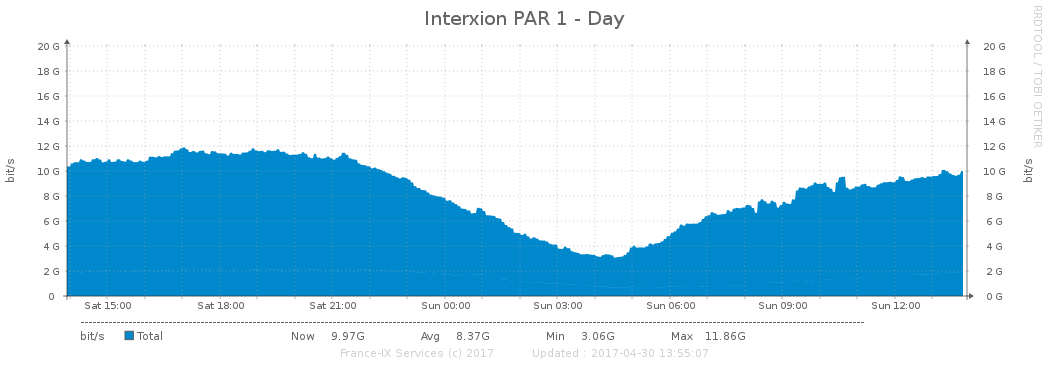 Interxion PAR 1 - Day
RRDTOOL / TOBI OETIKER
20 G 20 G
18 G 18 G
16 G 16 G
14 G 14 G
12 G 12 G
10 G 10 G
8 G 8 G
6 G 6 G
4 G 4 G
2 G 2 G
0 0 G
bit/s
bit/s
Sat 15:00 Sat 18:00 Sat 21:00 Sun 00:00 Sun 03:00 Sun 06:00 Sun 09:00 Sun 12:00
bit/s Total Now 9.97G Avg 8.37G Min 3.06G Max 11.86G
France-IX Services (c) 2017 Updated : 2017-04-30 13:55:07